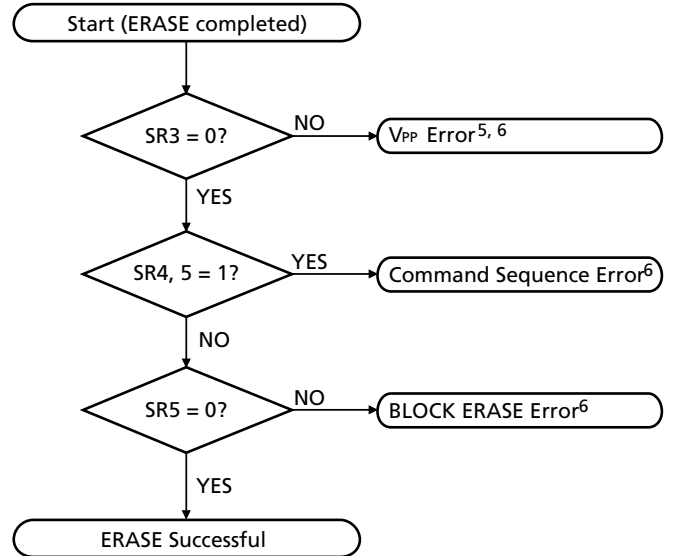 Start (ERASE completed)
SR3 = 0?
NO
VPP Error5, 6
YES
SR4, 5 = 1?
YES
Command Sequence Error6
NO
SR5 = 0?
NO
BLOCK ERASE Error6
YES
ERASE Successful